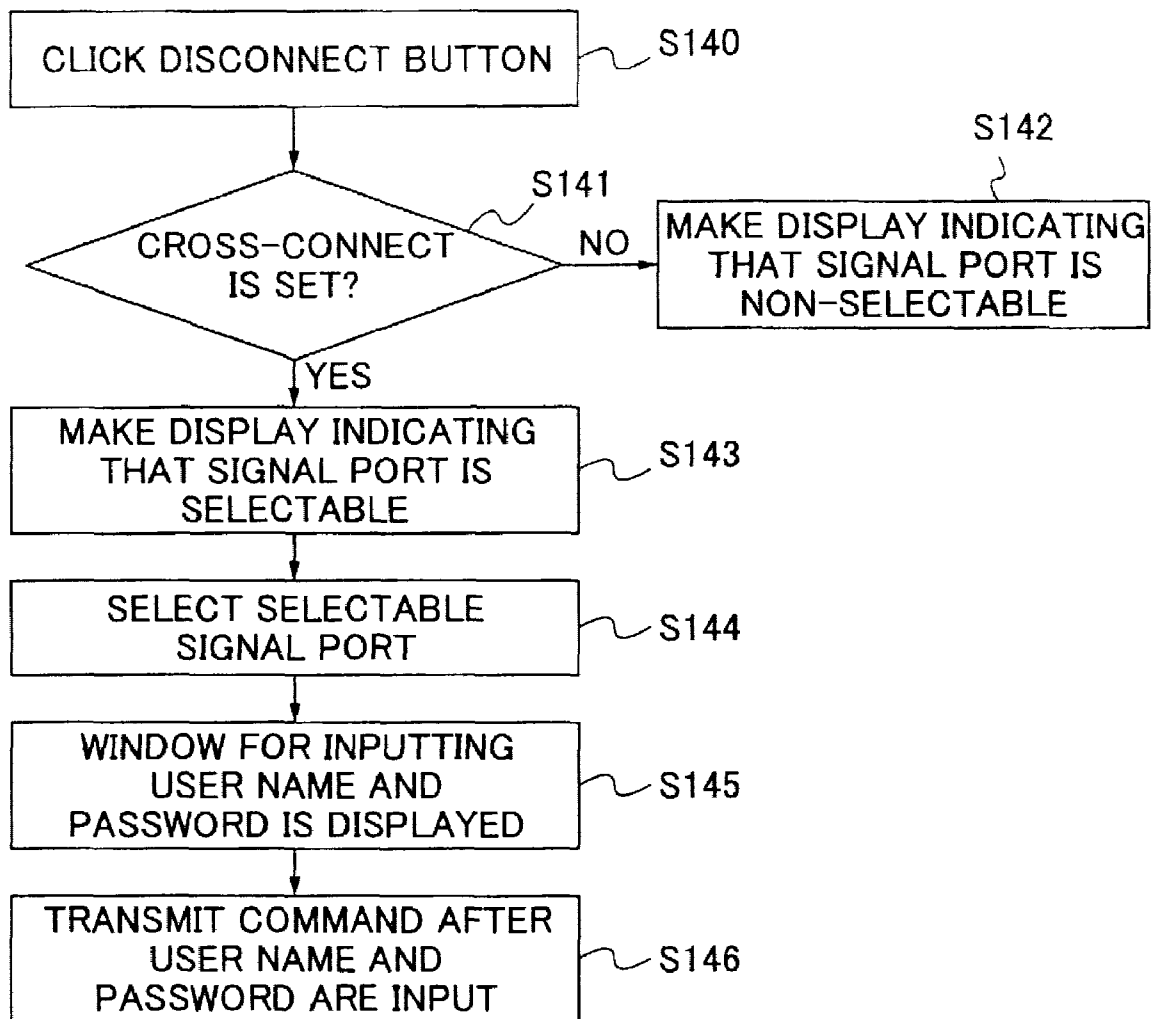 CLICK DISCONNECT BUTTON
S140
S142
S141
CROSS-CONNECT
IS SET?
NO
MAKE DISPLAY INDICATING
THAT SIGNAL PORT IS
NON-SELECTABLE
YES
MAKE DISPLAY INDICATING
THAT SIGNAL PORT IS
SELECTABLE
S143
SELECT SELECTABLE
SIGNAL PORT
S144
WINDOW FOR INPUTTING
USER NAME AND
PASSWORD IS DISPLAYED
S145
TRANSMIT COMMAND AFTER
USER NAME AND
PASSWORD ARE INPUT
S146